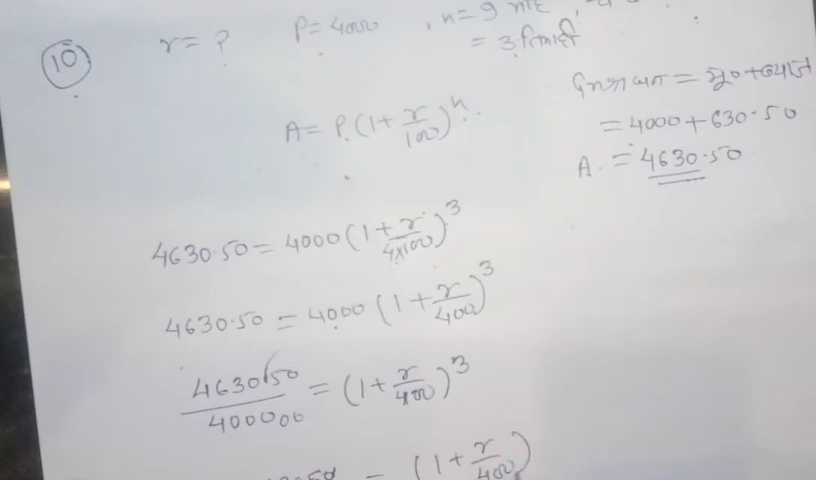 10
r = ? P = 4000 , n = 9 माह
= 3 तिमाही
मिश्रधन = मू० + ब्याज
= 4000 + 630.50
A. = 4630.50
A = P. (1 + r/100)^n
4630.50 = 4000 (1 + r/4×100)^3
4630.50 = 4000 (1 + r/400)^3
463050/400000 = (1 + r/400)^3
= (1 + r/400)